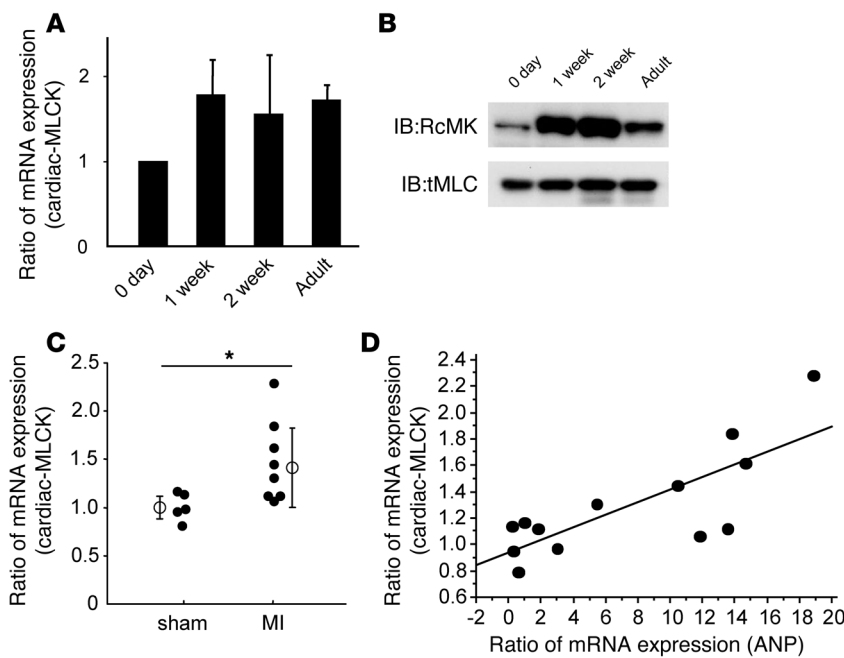 A
Ratio of mRNA expression
(cardiac-MLCK)
2
1
0
0 day
1 week
2 week
Adult
B
0 day
1 week
2 week
Adult
IB:RcMK
IB:tMLC
C
Ratio of mRNA expression
(cardiac-MLCK)
2.5
2.0
1.5
1.0
0.5
0
*
sham
MI
D
Ratio of mRNA expression
(cardiac-MLCK)
2.4
2.2
2.0
1.8
1.6
1.4
1.2
1.0
0.8
0.6
-2 0 2 4 6 8 10 12 14 16 18 20
Ratio of mRNA expression (ANP)